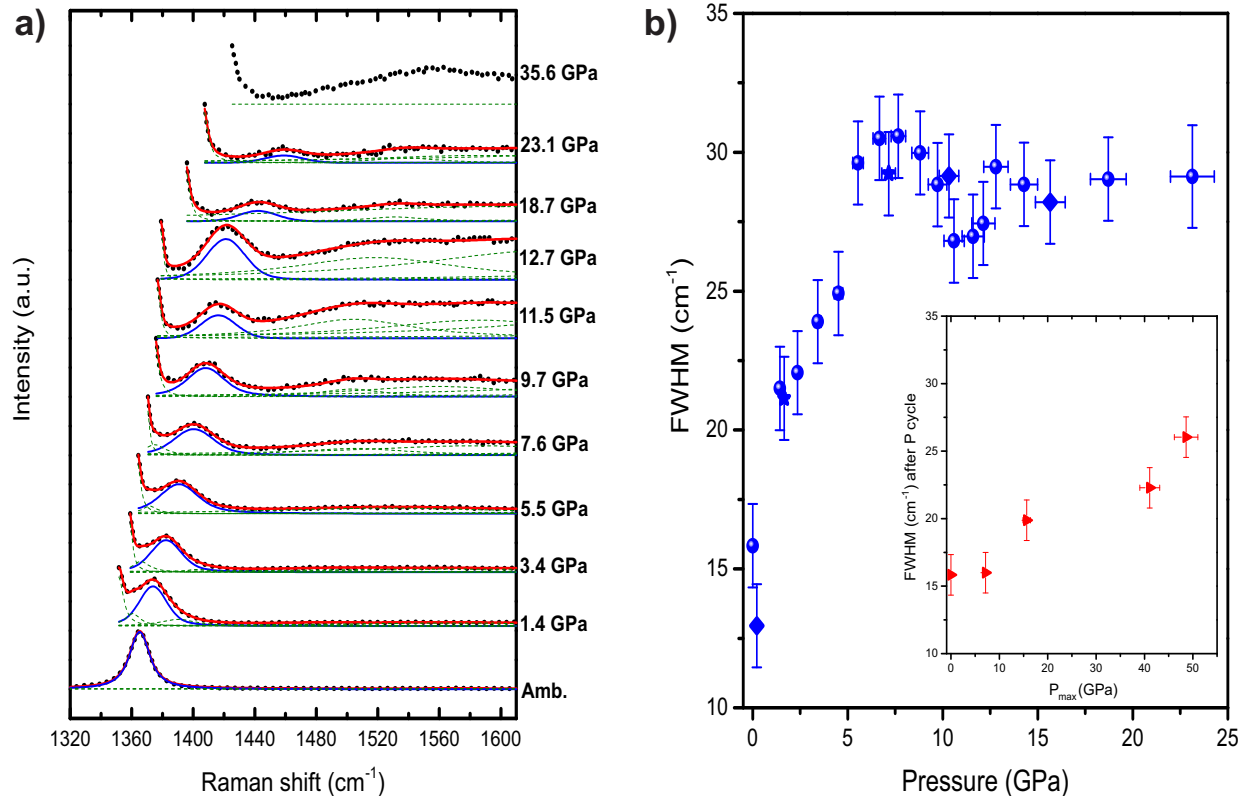 a)
35.6 GPa
23.1 GPa
18.7 GPa
12.7 GPa
11.5 GPa
9.7 GPa
7.6 GPa
5.5 GPa
3.4 GPa
1.4 GPa
Amb.
Intensity (a.u.)
1320 1360 1400 1440 1480 1520 1560 1600
Raman shift (cm⁻¹)
b)
35
30
25
20
15
10
FWHM (cm⁻¹)
0 5 10 15 20 25
Pressure (GPa)
35
30
25
20
15
10
FWHM (cm⁻¹) after P cycle
0 10 20 30 40 50
Pmax (GPa)